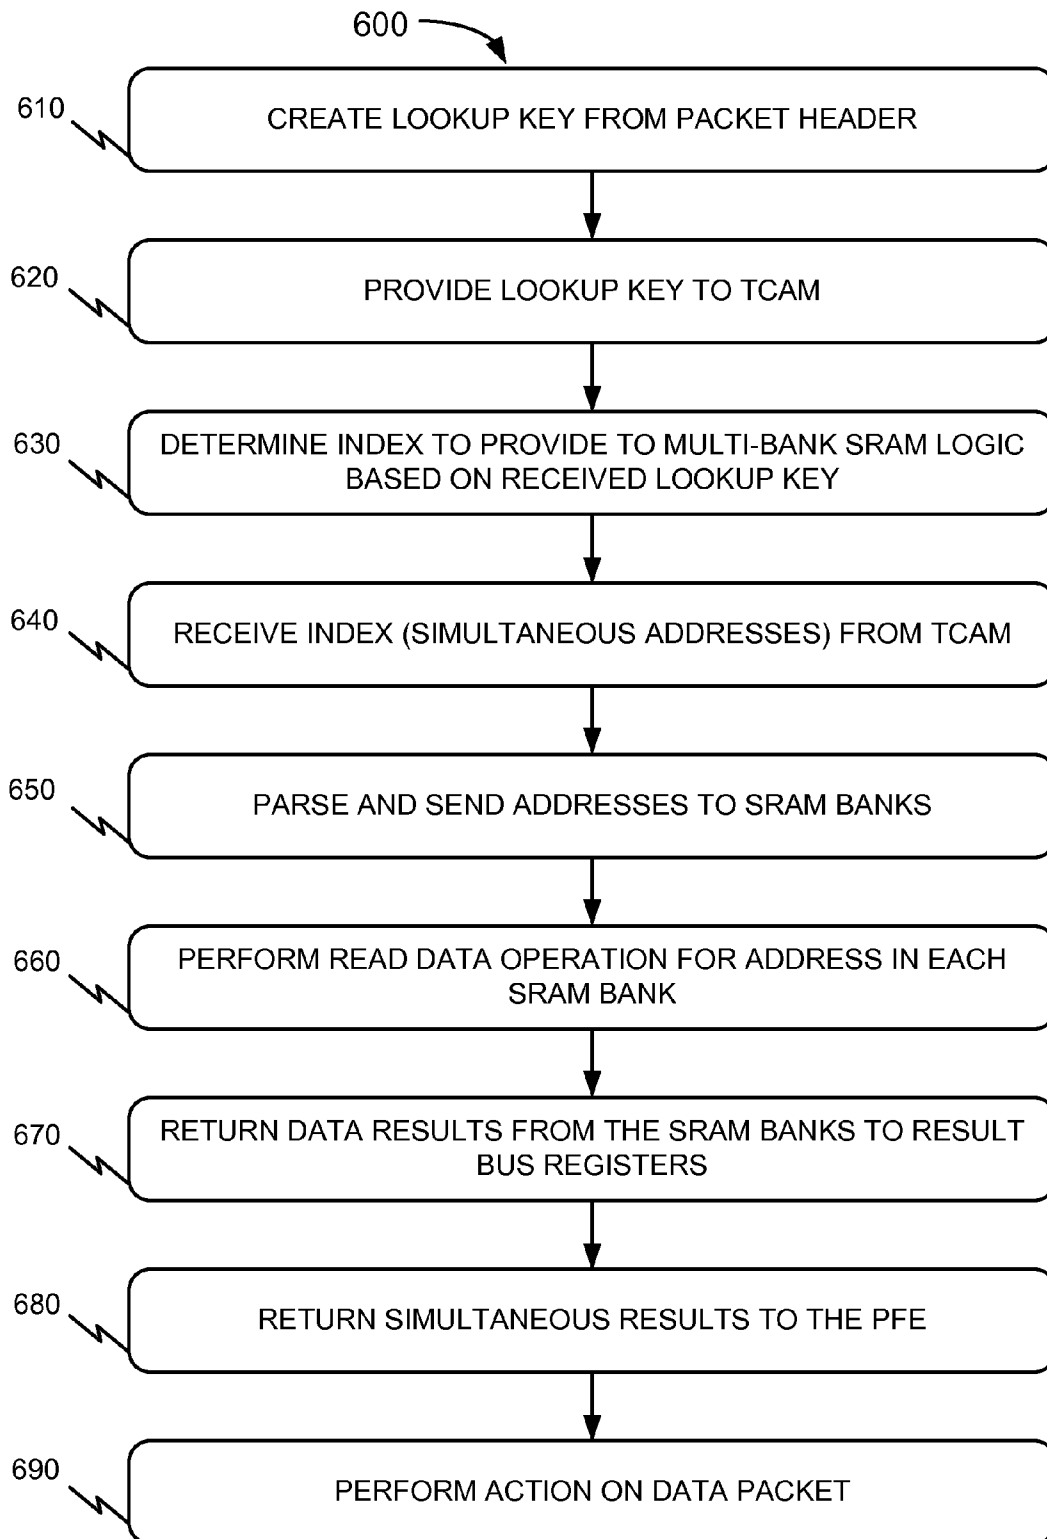 600
610
CREATE LOOKUP KEY FROM PACKET HEADER
620
PROVIDE LOOKUP KEY TO TCAM
630
DETERMINE INDEX TO PROVIDE TO MULTI-BANK SRAM LOGIC
BASED ON RECEIVED LOOKUP KEY
640
RECEIVE INDEX (SIMULTANEOUS ADDRESSES) FROM TCAM
650
PARSE AND SEND ADDRESSES TO SRAM BANKS
660
PERFORM READ DATA OPERATION FOR ADDRESS IN EACH
SRAM BANK
670
RETURN DATA RESULTS FROM THE SRAM BANKS TO RESULT
BUS REGISTERS
680
RETURN SIMULTANEOUS RESULTS TO THE PFE
690
PERFORM ACTION ON DATA PACKET